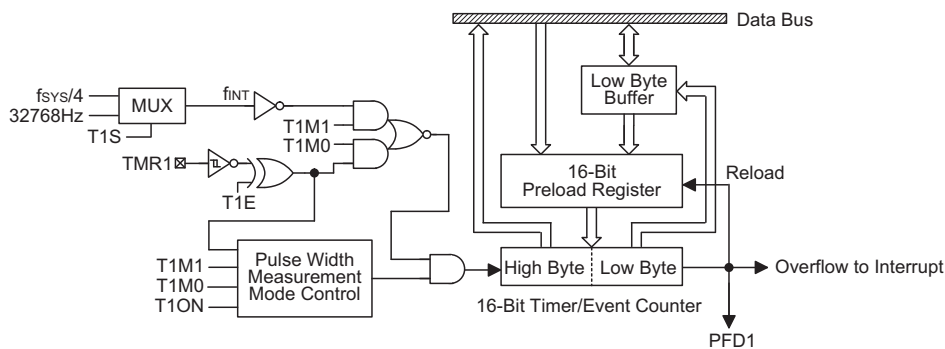 Data Bus
Low Byte
Buffer
fSYS/4
32768Hz
MUX
T1S
fINT
T1M1
T1M0
TMR1
T1E
16-Bit
Preload Register
Reload
T1M1
T1M0
T1ON
Pulse Width
Measurement
Mode Control
High Byte
Low Byte
Overflow to Interrupt
16-Bit Timer/Event Counter
PFD1